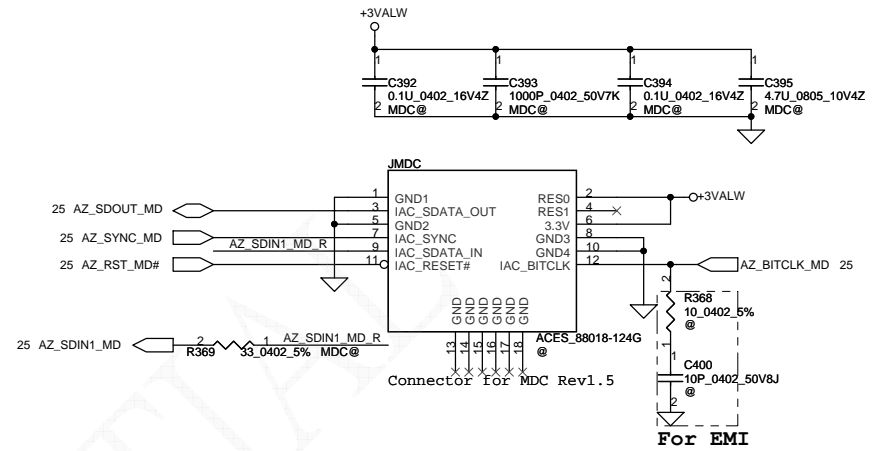 +3VALW
1 1 1 1
C392 C393 C394 C395
0.1U_0402_16V4Z 1000P_0402_50V7K 0.1U_0402_16V4Z 4.7U_0805_10V4Z
2 MDC@ 2 MDC@ 2 MDC@ 2 MDC@
JMDC
1 GND1 RES0 2 +3VALW
25 AZ_SDOUT_MD 3 IAC_SDATA_OUT RES1 4
5 GND2 3.3V 6
25 AZ_SYNC_MD 7 IAC_SYNC GND3 8
AZ_SDIN1_MD_R 9 IAC_SDATA_IN GND4 10
25 AZ_RST_MD# 11 IAC_RESET# IAC_BITCLK 12 AZ_BITCLK_MD 25
GND GND GND GND GND GND
13 14 15 16 17 18
ACES_88018-124G
@
2
R368
10_0402_5%
@
1
25 AZ_SDIN1_MD 2 1 AZ_SDIN1_MD_R
R369 33_0402_5% MDC@
Connector for MDC Rev1.5
1
C400
10P_0402_50V8J
@
2
For EMI